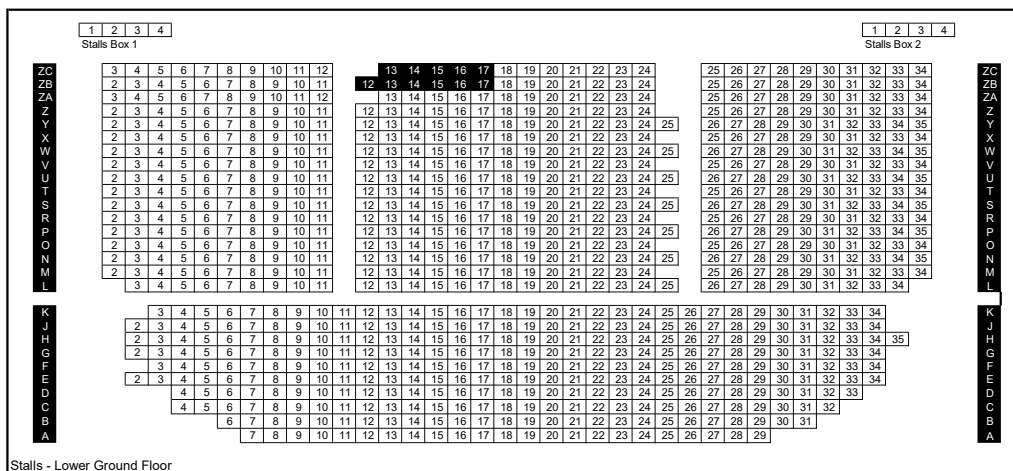 1 2 3 4 1 2 3 4
Stalls Box 1 Stalls Box 2
ZC 3 4 5 6 7 8 9 10 11 12 13 14 15 16 17 18 19 20 21 22 23 24 25 26 27 28 29 30 31 32 33 34 ZC
ZB 2 3 4 5 6 7 8 9 10 11 12 13 14 15 16 17 18 19 20 21 22 23 24 25 26 27 28 29 30 31 32 33 34 ZB
ZA 3 4 5 6 7 8 9 10 11 12 13 14 15 16 17 18 19 20 21 22 23 24 25 26 27 28 29 30 31 32 33 34 ZA
Z 2 3 4 5 6 7 8 9 10 11 12 13 14 15 16 17 18 19 20 21 22 23 24 25 26 27 28 29 30 31 32 33 34 Z
Y 2 3 4 5 6 7 8 9 10 11 12 13 14 15 16 17 18 19 20 21 22 23 24 25 26 27 28 29 30 31 32 33 34 35 Y
X 2 3 4 5 6 7 8 9 10 11 12 13 14 15 16 17 18 19 20 21 22 23 24 25 26 27 28 29 30 31 32 33 34 X
W 2 3 4 5 6 7 8 9 10 11 12 13 14 15 16 17 18 19 20 21 22 23 24 25 26 27 28 29 30 31 32 33 34 35 W
V 2 3 4 5 6 7 8 9 10 11 12 13 14 15 16 17 18 19 20 21 22 23 24 25 26 27 28 29 30 31 32 33 34 V
U 2 3 4 5 6 7 8 9 10 11 12 13 14 15 16 17 18 19 20 21 22 23 24 25 26 27 28 29 30 31 32 33 34 35 U
T 2 3 4 5 6 7 8 9 10 11 12 13 14 15 16 17 18 19 20 21 22 23 24 25 26 27 28 29 30 31 32 33 34 T
S 2 3 4 5 6 7 8 9 10 11 12 13 14 15 16 17 18 19 20 21 22 23 24 25 26 27 28 29 30 31 32 33 34 35 S
R 2 3 4 5 6 7 8 9 10 11 12 13 14 15 16 17 18 19 20 21 22 23 24 25 26 27 28 29 30 31 32 33 34 R
P 2 3 4 5 6 7 8 9 10 11 12 13 14 15 16 17 18 19 20 21 22 23 24 25 26 27 28 29 30 31 32 33 34 35 P
O 2 3 4 5 6 7 8 9 10 11 12 13 14 15 16 17 18 19 20 21 22 23 24 25 26 27 28 29 30 31 32 33 34 O
N 2 3 4 5 6 7 8 9 10 11 12 13 14 15 16 17 18 19 20 21 22 23 24 25 26 27 28 29 30 31 32 33 34 35 N
M 2 3 4 5 6 7 8 9 10 11 12 13 14 15 16 17 18 19 20 21 22 23 24 25 26 27 28 29 30 31 32 33 34 M
L 3 4 5 6 7 8 9 10 11 12 13 14 15 16 17 18 19 20 21 22 23 24 25 26 27 28 29 30 31 32 33 34 L
K 3 4 5 6 7 8 9 10 11 12 13 14 15 16 17 18 19 20 21 22 23 24 25 26 27 28 29 30 31 32 33 34 K
J 2 3 4 5 6 7 8 9 10 11 12 13 14 15 16 17 18 19 20 21 22 23 24 25 26 27 28 29 30 31 32 33 34 J
H 2 3 4 5 6 7 8 9 10 11 12 13 14 15 16 17 18 19 20 21 22 23 24 25 26 27 28 29 30 31 32 33 34 35 H
G 2 3 4 5 6 7 8 9 10 11 12 13 14 15 16 17 18 19 20 21 22 23 24 25 26 27 28 29 30 31 32 33 34 G
F 3 4 5 6 7 8 9 10 11 12 13 14 15 16 17 18 19 20 21 22 23 24 25 26 27 28 29 30 31 32 33 34 F
E 2 3 4 5 6 7 8 9 10 11 12 13 14 15 16 17 18 19 20 21 22 23 24 25 26 27 28 29 30 31 32 33 34 E
D 4 5 6 7 8 9 10 11 12 13 14 15 16 17 18 19 20 21 22 23 24 25 26 27 28 29 30 31 32 33 D
C 4 5 6 7 8 9 10 11 12 13 14 15 16 17 18 19 20 21 22 23 24 25 26 27 28 29 30 31 32 C
B 6 7 8 9 10 11 12 13 14 15 16 17 18 19 20 21 22 23 24 25 26 27 28 29 30 31 B
A 7 8 9 10 11 12 13 14 15 16 17 18 19 20 21 22 23 24 25 26 27 28 29 A
Stalls - Lower Ground Floor